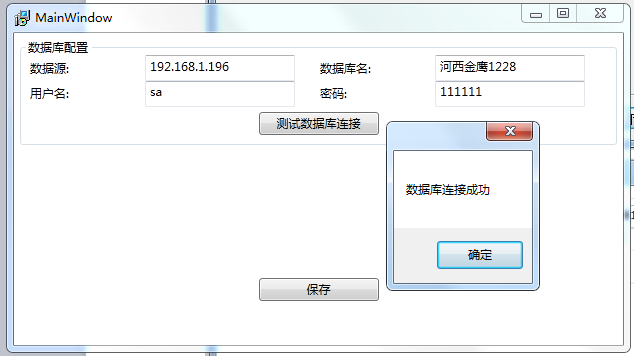 MainWindow
数据库配置
数据源: 192.168.1.196 数据库名: 河西金鹰1228
用户名: sa 密码: 111111
测试数据库连接
数据库连接成功
确定
保存